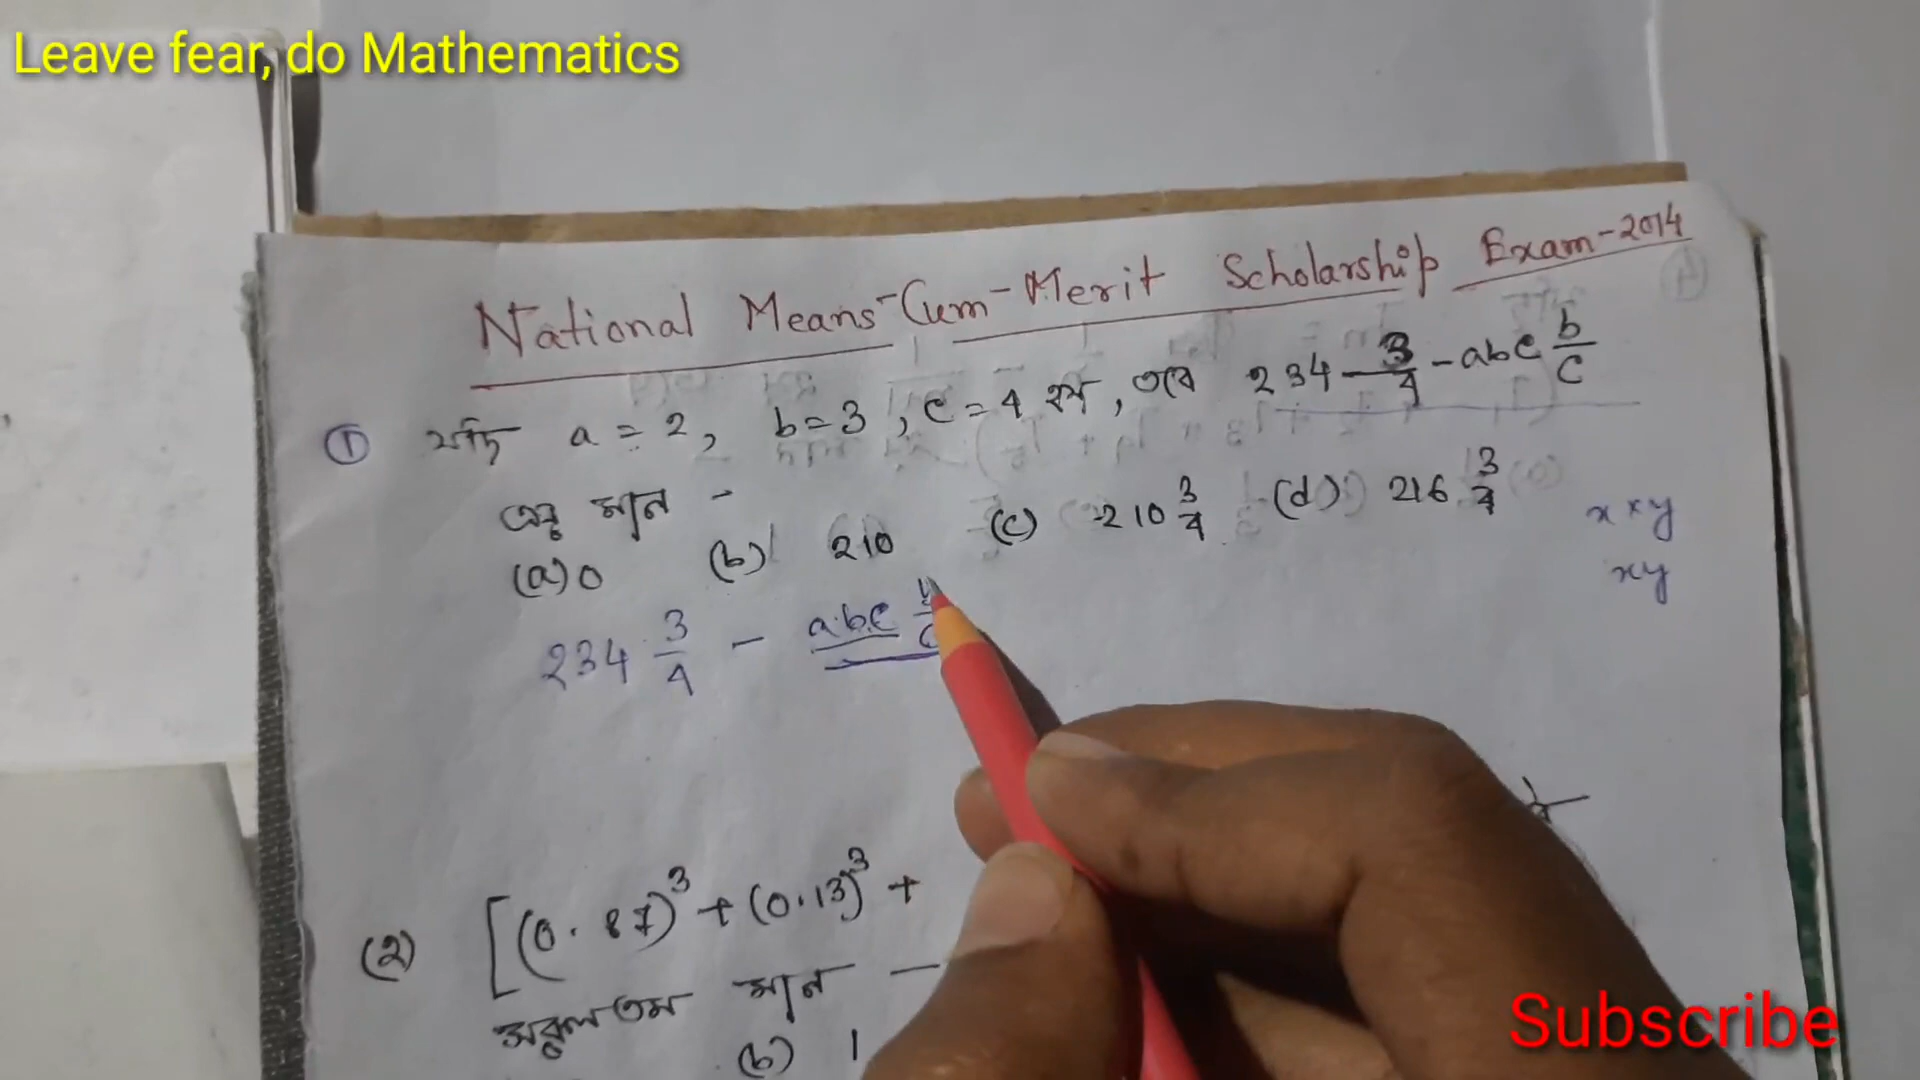 Leave fear, do Mathematics
National Means-Cum-Merit Scholarship Exam-2014
① যদি a = 2, b = 3, c = 4 হয়, তবে 234 3/4 - abc b/c
এর মান -
(a) 0 (b) 210 (c) 210 3/4 (d) 216 3/4
x × y
xy
234 3/4 - a.b.c b/c
(২) [(0.87)³ + (0.13)³ +
সরলতম মান —
(b) 1
Subscribe